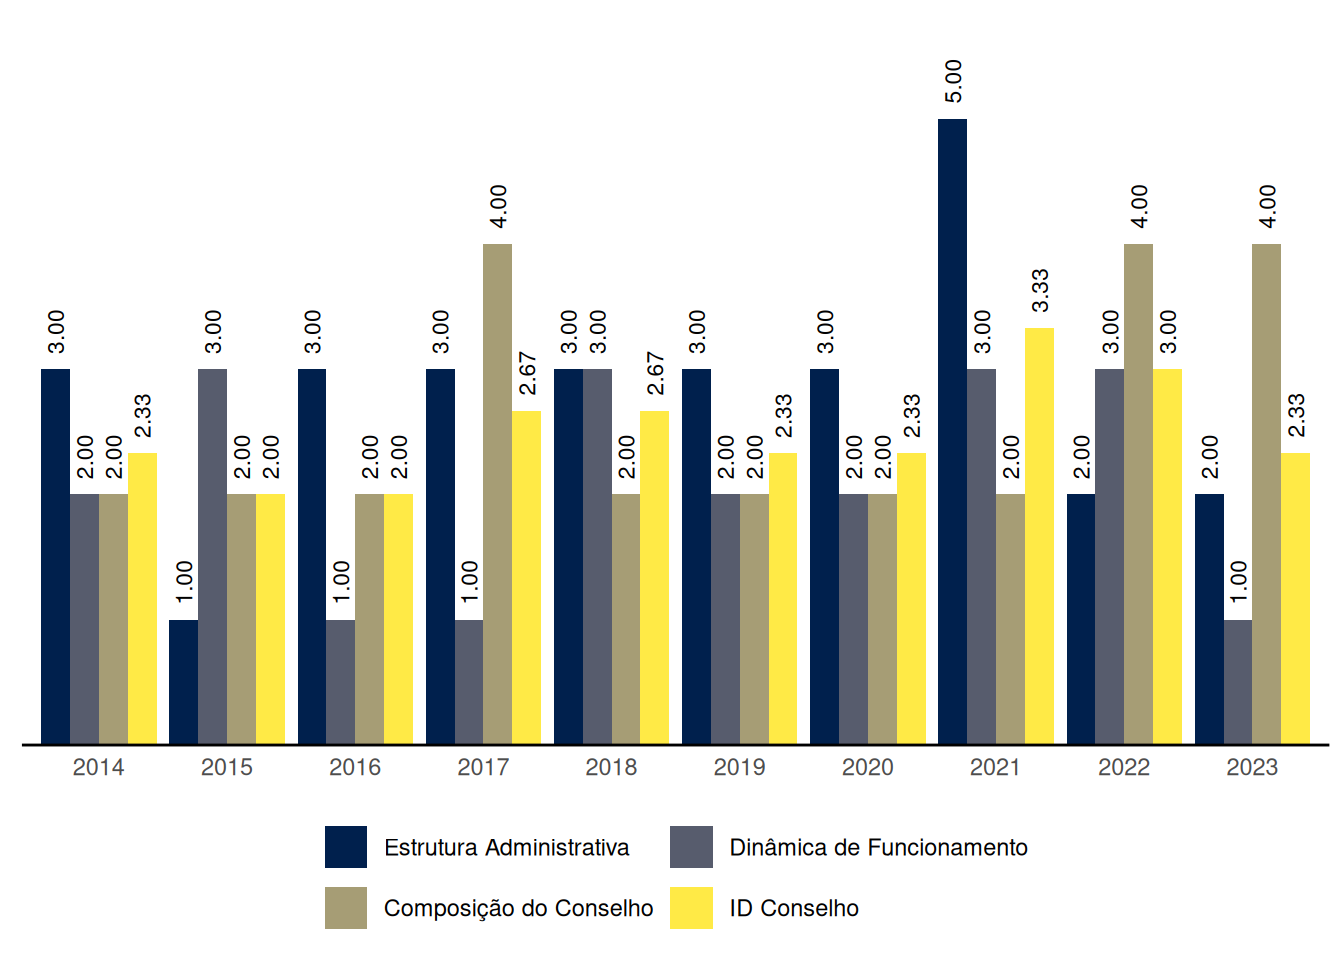 3.00 2.00 2.00 2.33
1.00 3.00 2.00 2.00
3.00 1.00 2.00 2.00
3.00 1.00 4.00 2.67
3.00 3.00 2.00 2.67
3.00 2.00 2.00 2.33
3.00 2.00 2.00 2.33
5.00 3.00 2.00 3.33
2.00 3.00 4.00 3.00
2.00 1.00 4.00 2.33
2014 2015 2016 2017 2018 2019 2020 2021 2022 2023
Estrutura Administrativa Dinâmica de Funcionamento
Composição do Conselho ID Conselho